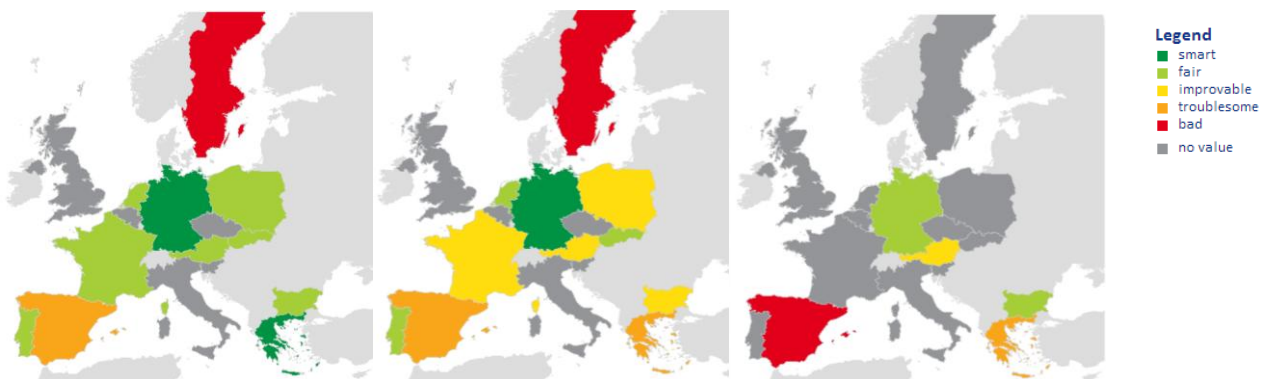 Legend
smart
fair
improvable
troublesome
bad
no value